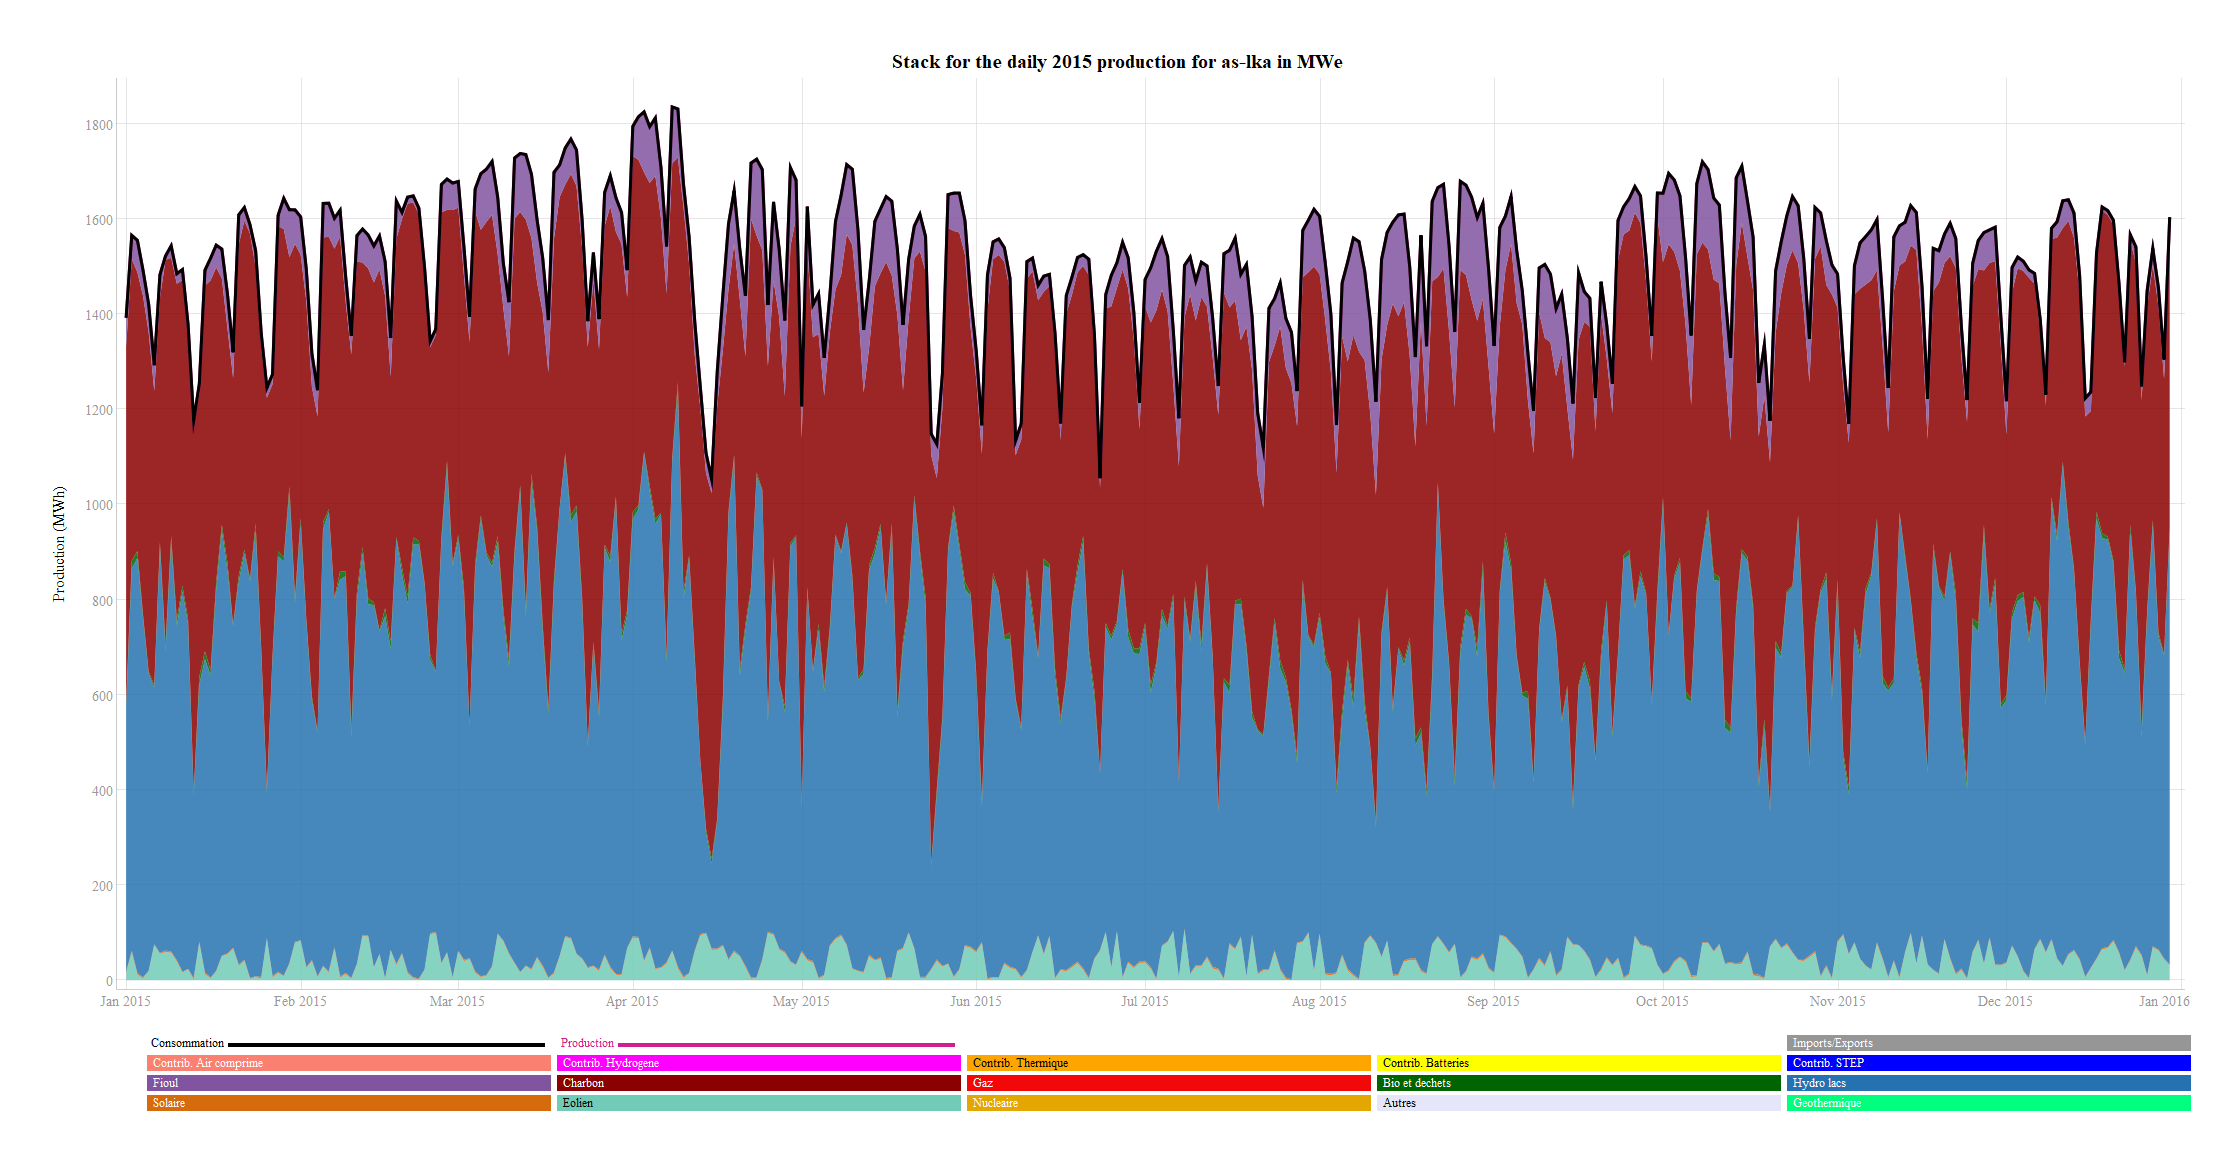 Stack for the daily 2015 production for as-lka in MWe
Production (MWh)
1800
1600
1400
1200
1000
800
600
400
200
0
Jan 2015 Feb 2015 Mar 2015 Apr 2015 May 2015 Jun 2015 Jul 2015 Aug 2015 Sep 2015 Oct 2015 Nov 2015 Dec 2015 Jan 2016
Consommation Production Imports/Exports
Contrib. Air comprime Contrib. Hydrogene Contrib. Thermique Contrib. Batteries Contrib. STEP
Fioul Charbon Gaz Bio et dechets Hydro lacs
Solaire Eolien Nucleaire Autres Geothermique